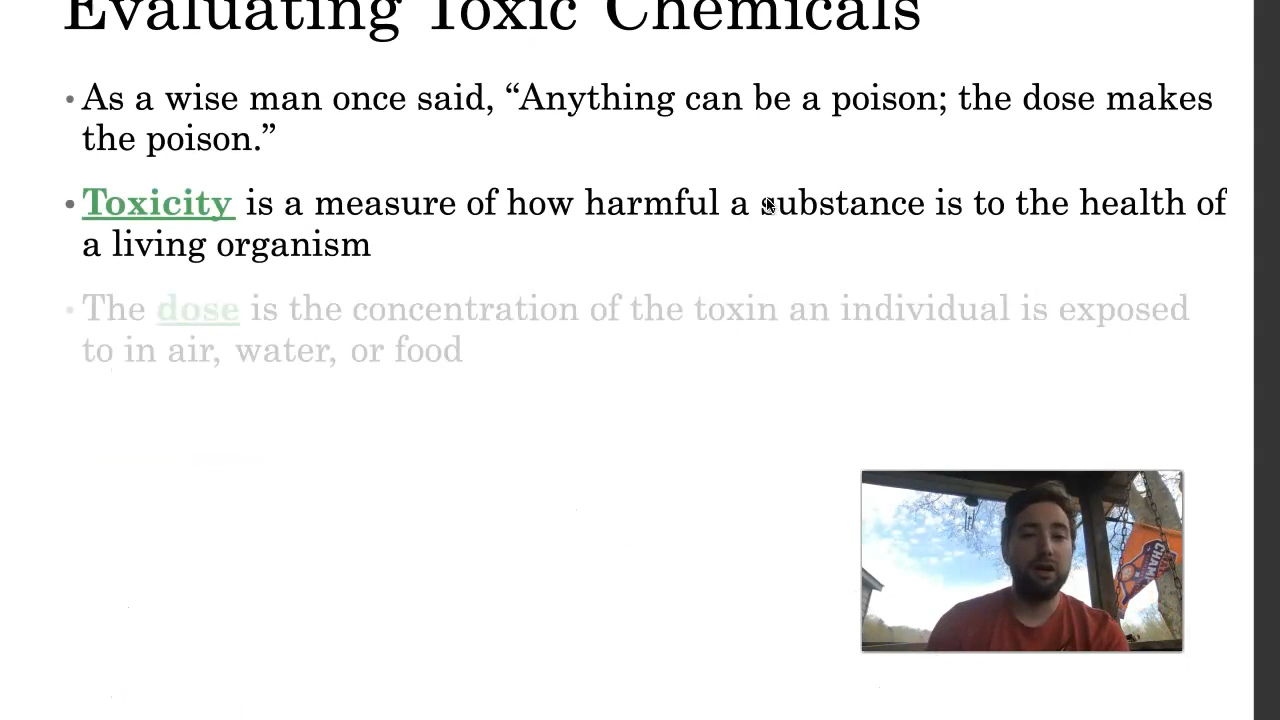 Evaluating Toxic Chemicals
• As a wise man once said, “Anything can be a poison; the dose makes
the poison.”
• Toxicity is a measure of how harmful a substance is to the health of
a living organism
• The dose is the concentration of the toxin an individual is exposed
to in air, water, or food